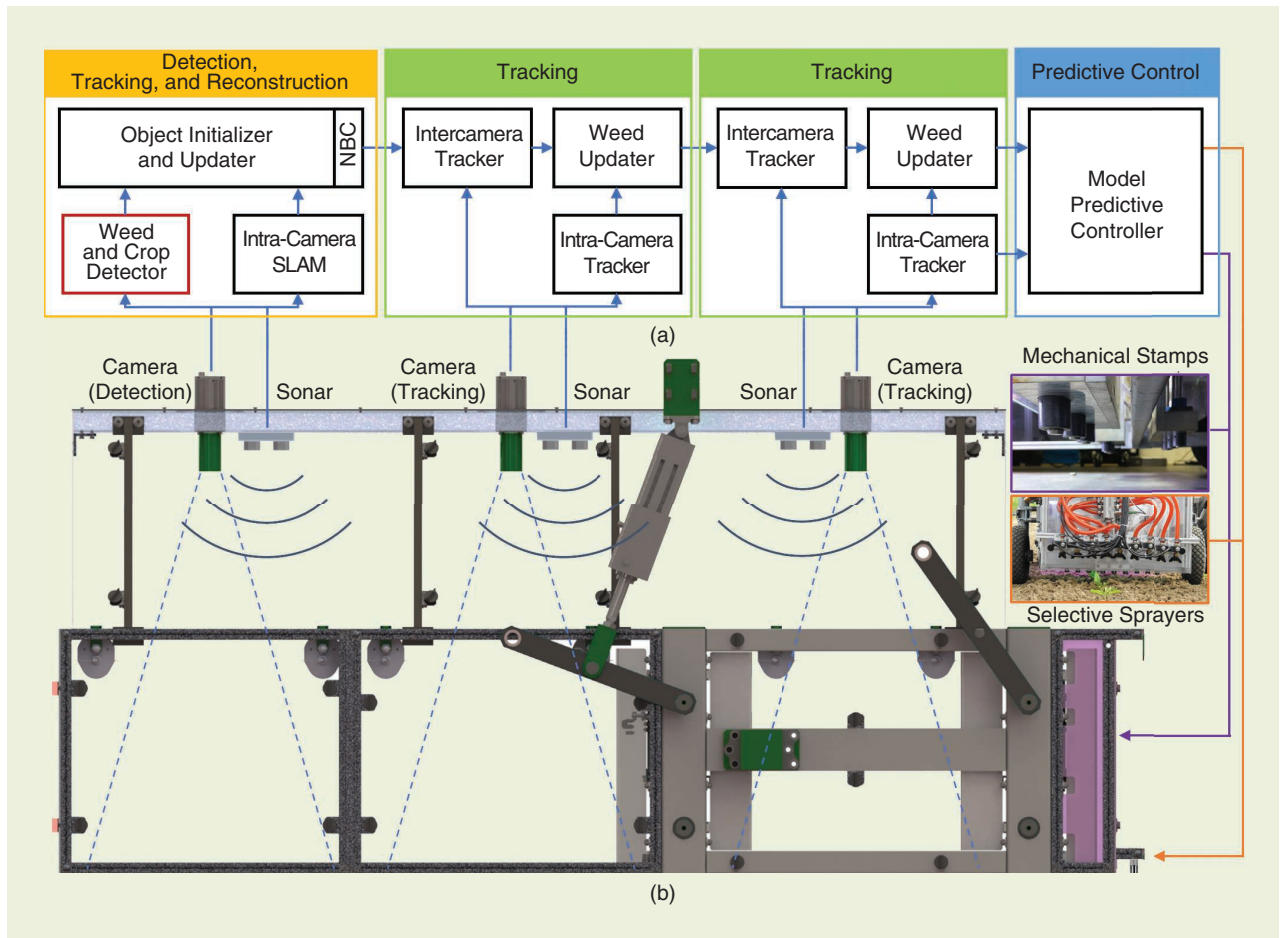 Detection,
Tracking, and Reconstruction
Tracking
Tracking
Predictive Control
Object Initializer
and Updater
NBC
Intercamera
Tracker
Weed
Updater
Intercamera
Tracker
Weed
Updater
Model
Predictive
Controller
Weed
and Crop
Detector
Intra-Camera
SLAM
Intra-Camera
Tracker
Intra-Camera
Tracker
(a)
Camera
(Detection)
Sonar
Camera
(Tracking)
Sonar
Sonar
Camera
(Tracking)
Mechanical Stamps
Selective Sprayers
(b)